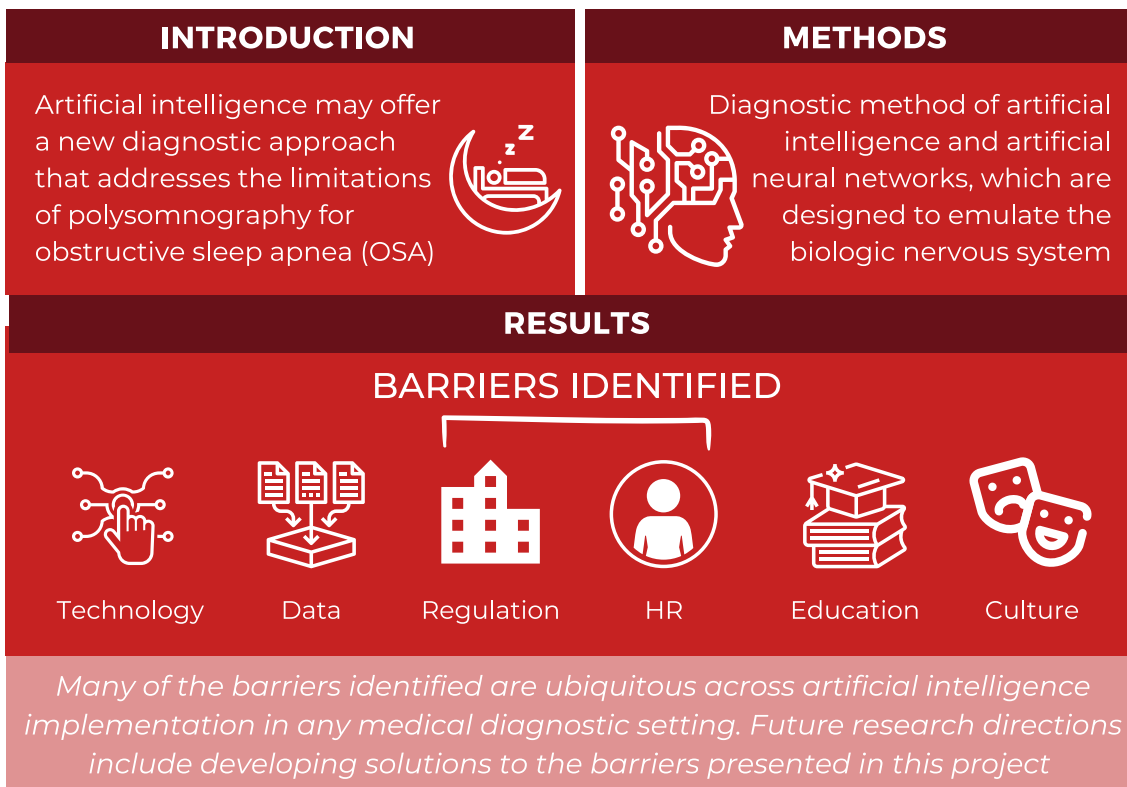 INTRODUCTION
Artificial intelligence may offer
a new diagnostic approach
that addresses the limitations
of polysomnography for
obstructive sleep apnea (OSA)
z
z
METHODS
Diagnostic method of artificial
intelligence and artificial
neural networks, which are
designed to emulate the
biologic nervous system
RESULTS
BARRIERS IDENTIFIED
Technology
Data
Regulation
HR
Education
Culture
Many of the barriers identified are ubiquitous across artificial intelligence
implementation in any medical diagnostic setting. Future research directions
include developing solutions to the barriers presented in this project